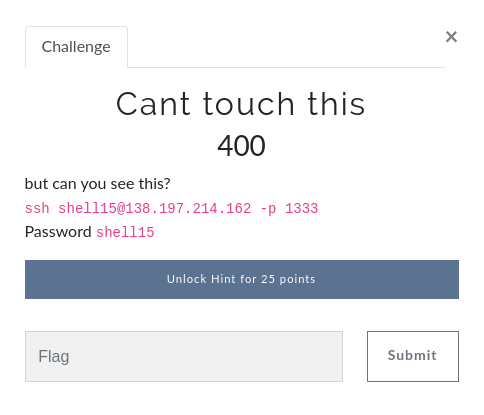 Challenge
×
Cant touch this
400
but can you see this?
ssh shell15@138.197.214.162 -p 1333
Password shell15
Unlock Hint for 25 points
Flag
Submit